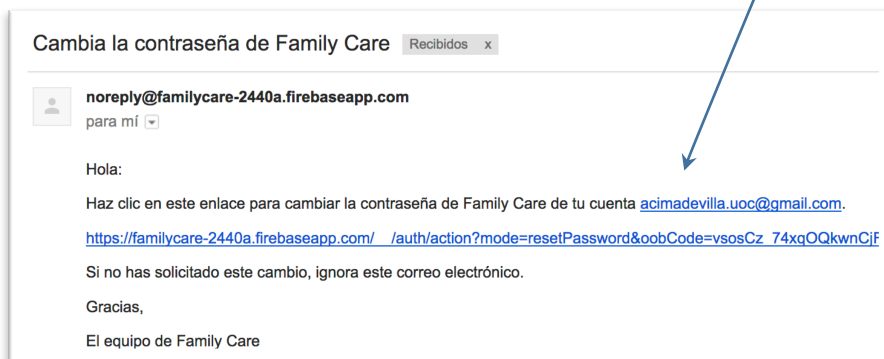 Cambia la contraseña de Family Care Recibidos x
noreply@familycare-2440a.firebaseapp.com
para mí
Hola:
Haz clic en este enlace para cambiar la contraseña de Family Care de tu cuenta acimadevilla.uoc@gmail.com.
https://familycare-2440a.firebaseapp.com/__/auth/action?mode=resetPassword&oobCode=vsosCz_74xqOQkwnCjF
Si no has solicitado este cambio, ignora este correo electrónico.
Gracias,
El equipo de Family Care